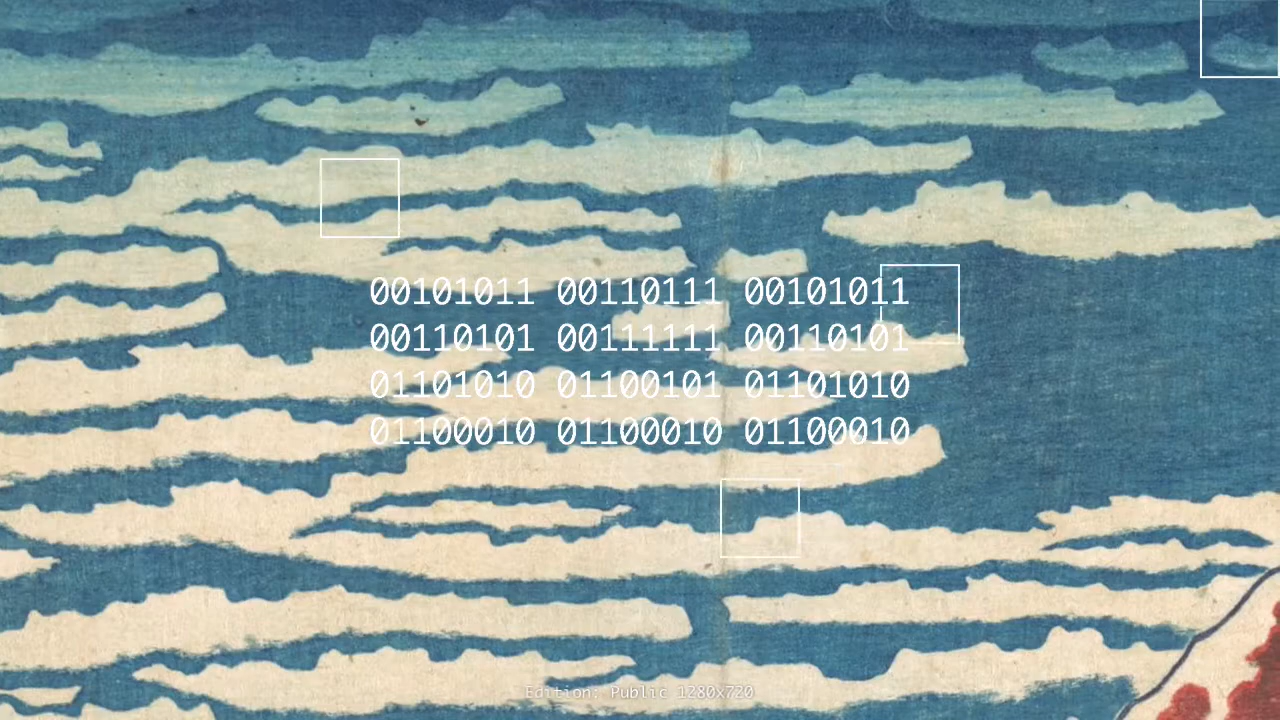 00101011 00110111 00101011
00110101 00111111 00110101
01101010 01100101 01101010
01100010 01100010 01100010
Edition: Public 1280x720